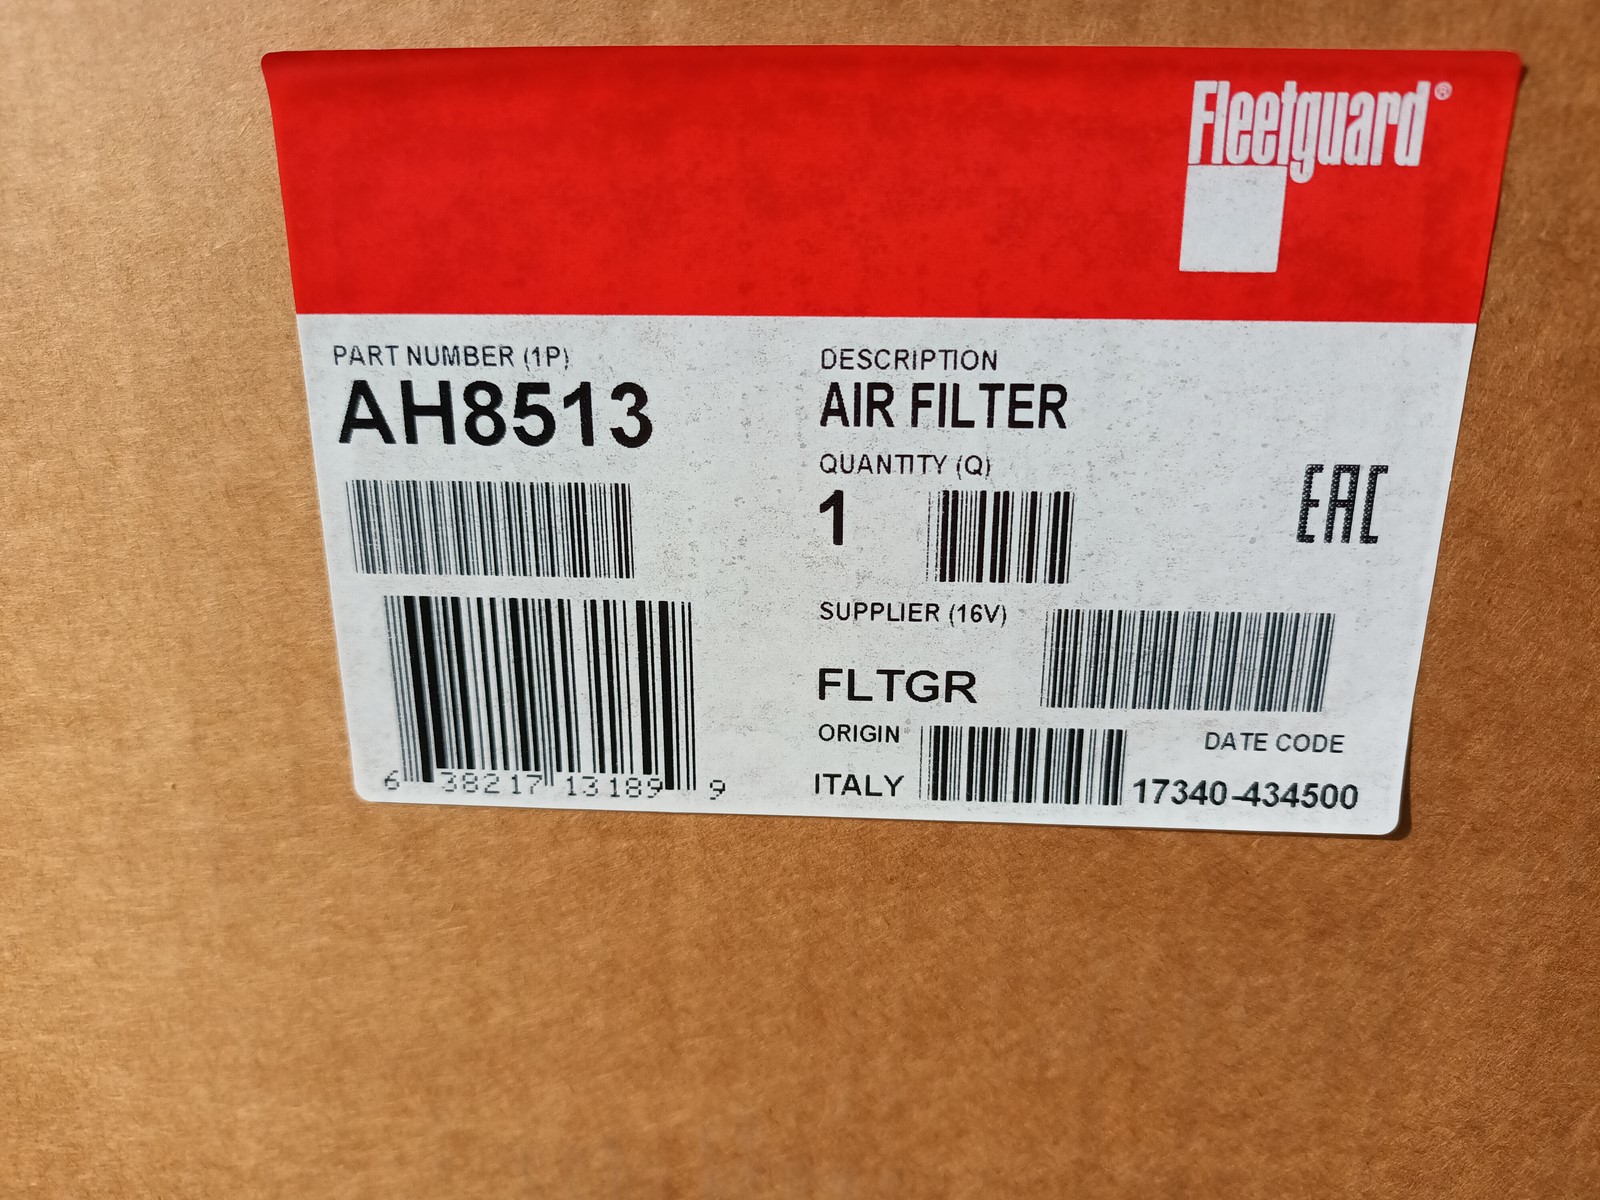 Fleetguard®
PART NUMBER (1P)
AH8513
DESCRIPTION
AIR FILTER
QUANTITY (Q)
1
EAC
SUPPLIER (16V)
FLTGR
ORIGIN
ITALY
DATE CODE
17340-434500
6 38217 13189 9